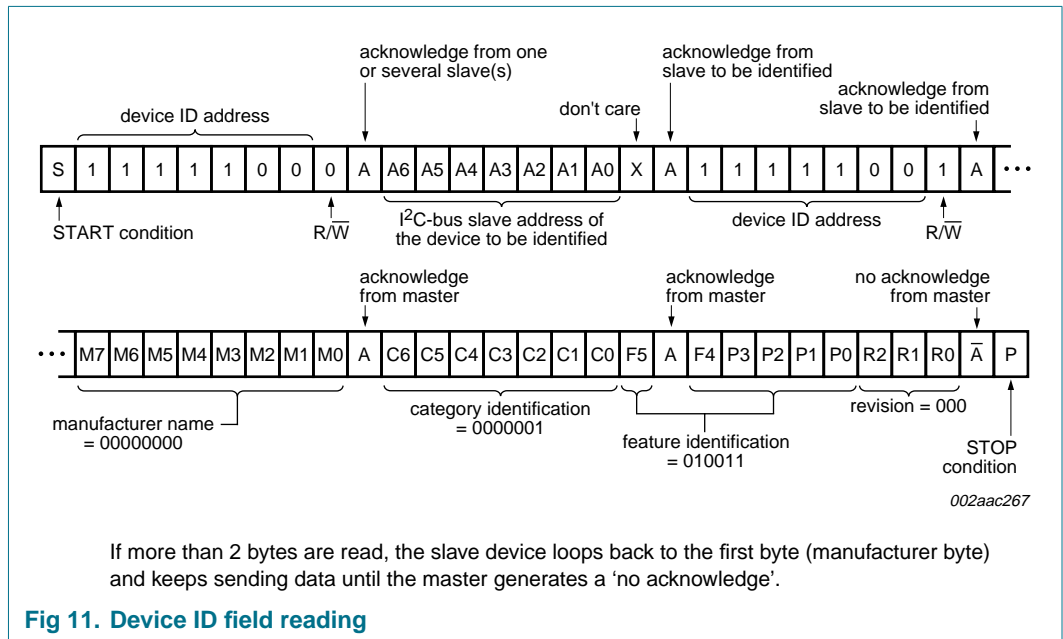 acknowledge from one
or several slave(s)
acknowledge from
slave to be identified
acknowledge from
slave to be identified
device ID address
don't care
S 1 1 1 1 1 0 0 0 A A6 A5 A4 A3 A2 A1 A0 X A 1 1 1 1 1 0 0 1 A •••
START condition
R/W̅
I²C-bus slave address of
the device to be identified
device ID address
R/W̅
acknowledge
from master
acknowledge
from master
no acknowledge
from master
••• M7 M6 M5 M4 M3 M2 M1 M0 A C6 C5 C4 C3 C2 C1 C0 F5 A F4 P3 P2 P1 P0 R2 R1 R0 A̅ P
manufacturer name
= 00000000
category identification
= 0000001
feature identification
= 010011
revision = 000
STOP
condition
002aac267
If more than 2 bytes are read, the slave device loops back to the first byte (manufacturer byte)
and keeps sending data until the master generates a ‘no acknowledge’.
Fig 11. Device ID field reading